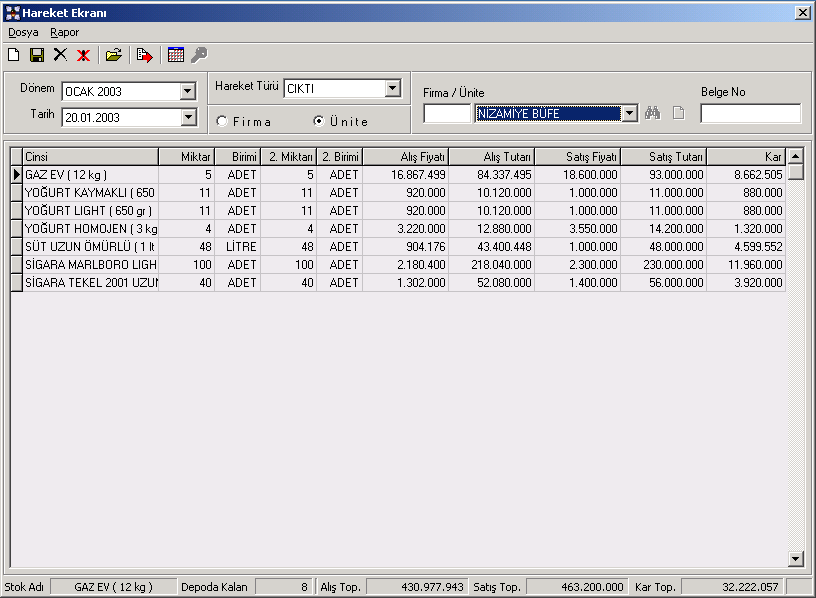 Hareket Ekranı
Dosya Rapor
Dönem OCAK 2003
Tarih 20.01.2003
Hareket Türü ÇIKTI
Firma Ünite
Firma / Ünite
NİZAMİYE BÜFE
Belge No
Cinsi Miktar Birimi 2. Miktarı 2. Birimi Alış Fiyatı Alış Tutarı Satış Fiyatı Satış Tutarı Kar
GAZ EV ( 12 kg ) 5 ADET 5 ADET 16.867.499 84.337.495 18.600.000 93.000.000 8.662.505
YOĞURT KAYMAKLI ( 650 11 ADET 11 ADET 920.000 10.120.000 1.000.000 11.000.000 880.000
YOĞURT LIGHT ( 650 gr ) 11 ADET 11 ADET 920.000 10.120.000 1.000.000 11.000.000 880.000
YOĞURT HOMOJEN ( 3 kg 4 ADET 4 ADET 3.220.000 12.880.000 3.550.000 14.200.000 1.320.000
SÜT UZUN ÖMÜRLÜ ( 1 lt 48 LİTRE 48 ADET 904.176 43.400.448 1.000.000 48.000.000 4.599.552
SİGARA MARLBORO LIGH 100 ADET 100 ADET 2.180.400 218.040.000 2.300.000 230.000.000 11.960.000
SİGARA TEKEL 2001 UZUN 40 ADET 40 ADET 1.302.000 52.080.000 1.400.000 56.000.000 3.920.000
Stok Adı GAZ EV ( 12 kg ) Depoda Kalan 8 Alış Top. 430.977.943 Satış Top. 463.200.000 Kar Top. 32.222.057